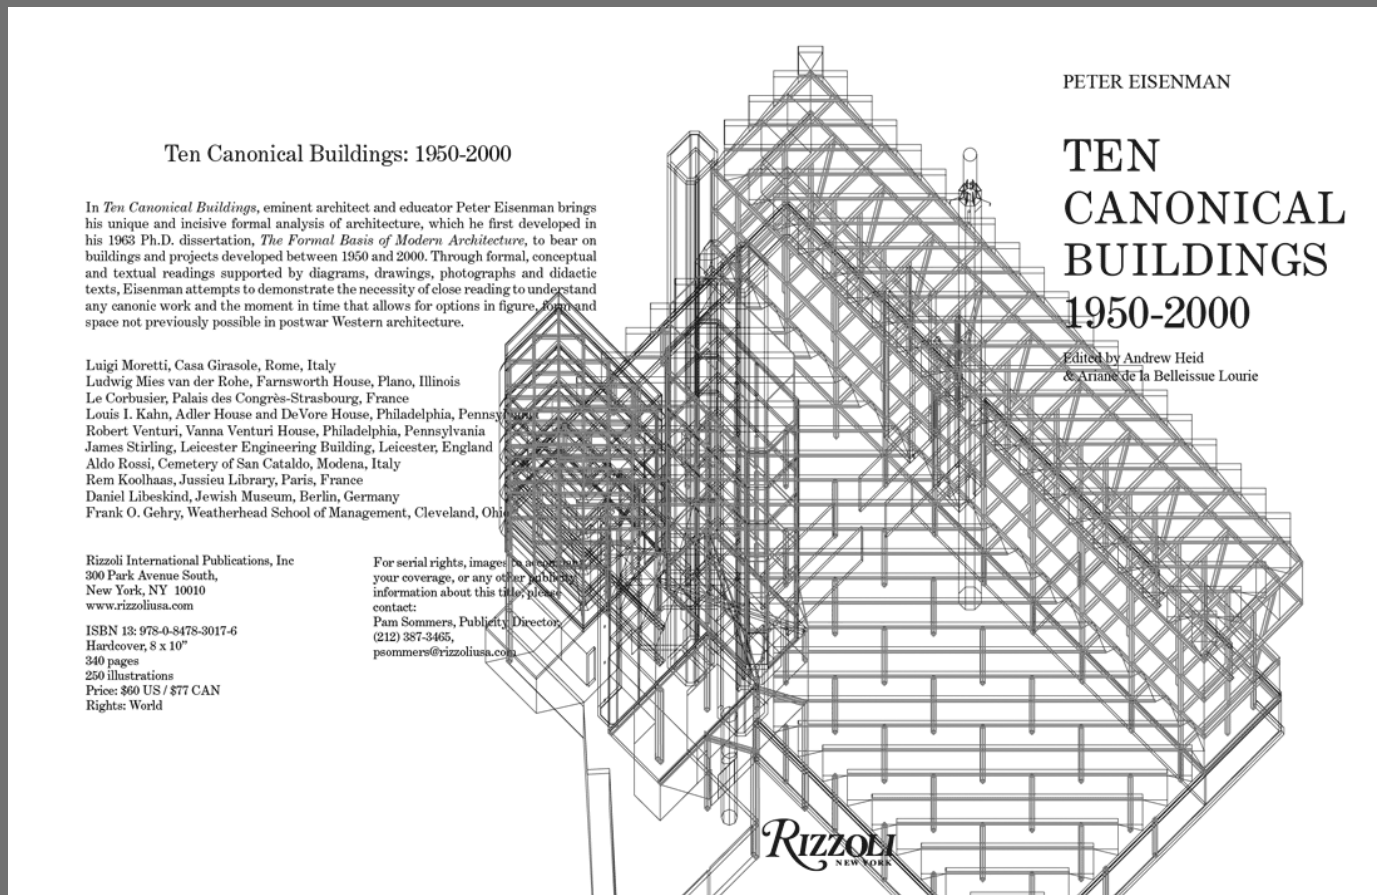 Ten Canonical Buildings: 1950-2000
In Ten Canonical Buildings, eminent architect and educator Peter Eisenman brings
his unique and incisive formal analysis of architecture, which he first developed in
his 1963 Ph.D. dissertation, The Formal Basis of Modern Architecture, to bear on
buildings and projects developed between 1950 and 2000. Through formal, conceptual
and textual readings supported by diagrams, drawings, photographs and didactic
texts, Eisenman attempts to demonstrate the necessity of close reading to understand
any canonic work and the moment in time that allows for options in figure, form and
space not previously possible in postwar Western architecture.
Luigi Moretti, Casa Girasole, Rome, Italy
Ludwig Mies van der Rohe, Farnsworth House, Plano, Illinois
Le Corbusier, Palais des Congrès-Strasbourg, France
Louis I. Kahn, Adler House and DeVore House, Philadelphia, Pennsylvania
Robert Venturi, Vanna Venturi House, Philadelphia, Pennsylvania
James Stirling, Leicester Engineering Building, Leicester, England
Aldo Rossi, Cemetery of San Cataldo, Modena, Italy
Rem Koolhaas, Jussieu Library, Paris, France
Daniel Libeskind, Jewish Museum, Berlin, Germany
Frank O. Gehry, Weatherhead School of Management, Cleveland, Ohio
Rizzoli International Publications, Inc
300 Park Avenue South,
New York, NY 10010
www.rizzoliusa.com
ISBN 13: 978-0-8478-3017-6
Hardcover, 8 x 10”
340 pages
250 illustrations
Price: $60 US / $77 CAN
Rights: World
For serial rights, images to accompany
your coverage, or any other publicity
information about this title, please
contact:
Pam Sommers, Publicity Director,
(212) 387-3465,
psommers@rizzoliusa.com
PETER EISENMAN
TEN
CANONICAL
BUILDINGS
1950-2000
Edited by Andrew Heid
& Ariane de la Belleissue Lourie
RIZZOLI
NEW YORK